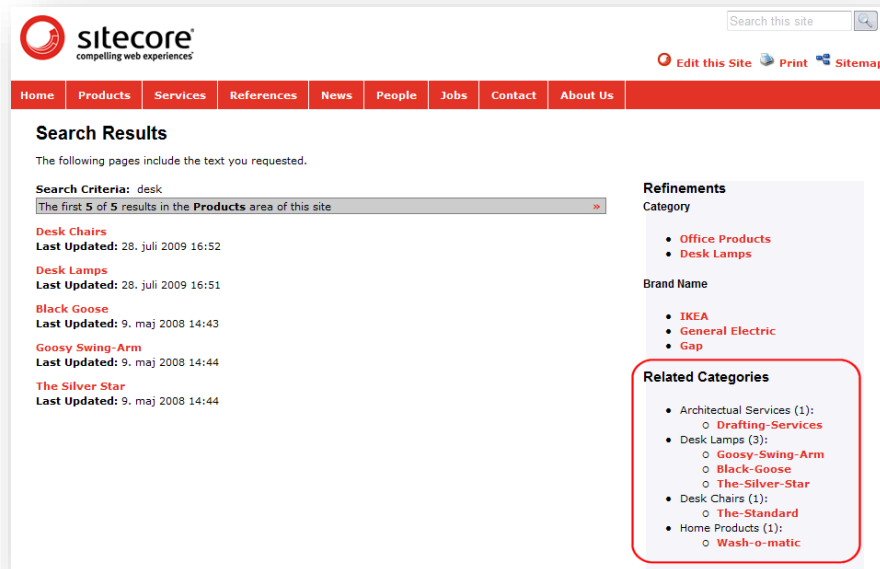 Search this site
sitecore
compelling web experiences
Edit this Site Print Sitemap
Home Products Services References News People Jobs Contact About Us
Search Results
The following pages include the text you requested.
Search Criteria: desk
The first 5 of 5 results in the Products area of this site »
Desk Chairs
Last Updated: 28. juli 2009 16:52
Desk Lamps
Last Updated: 28. juli 2009 16:51
Black Goose
Last Updated: 9. maj 2008 14:43
Goosy Swing-Arm
Last Updated: 9. maj 2008 14:44
The Silver Star
Last Updated: 9. maj 2008 14:44
Refinements
Category
Office Products
Desk Lamps
Brand Name
IKEA
General Electric
Gap
Related Categories
Architectual Services (1):
Drafting-Services
Desk Lamps (3):
Goosy-Swing-Arm
Black-Goose
The-Silver-Star
Desk Chairs (1):
The-Standard
Home Products (1):
Wash-o-matic